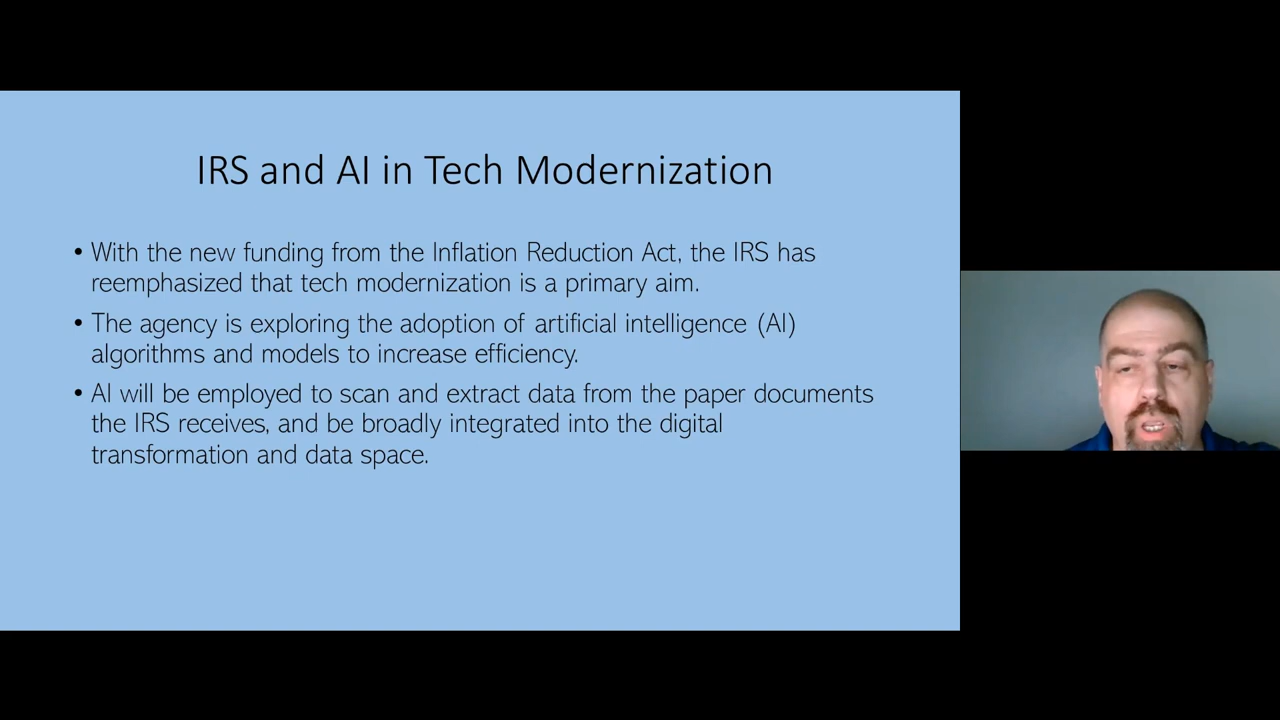 IRS and AI in Tech Modernization
• With the new funding from the Inflation Reduction Act, the IRS has
reemphasized that tech modernization is a primary aim.
• The agency is exploring the adoption of artificial intelligence (AI)
algorithms and models to increase efficiency.
• AI will be employed to scan and extract data from the paper documents
the IRS receives, and be broadly integrated into the digital
transformation and data space.